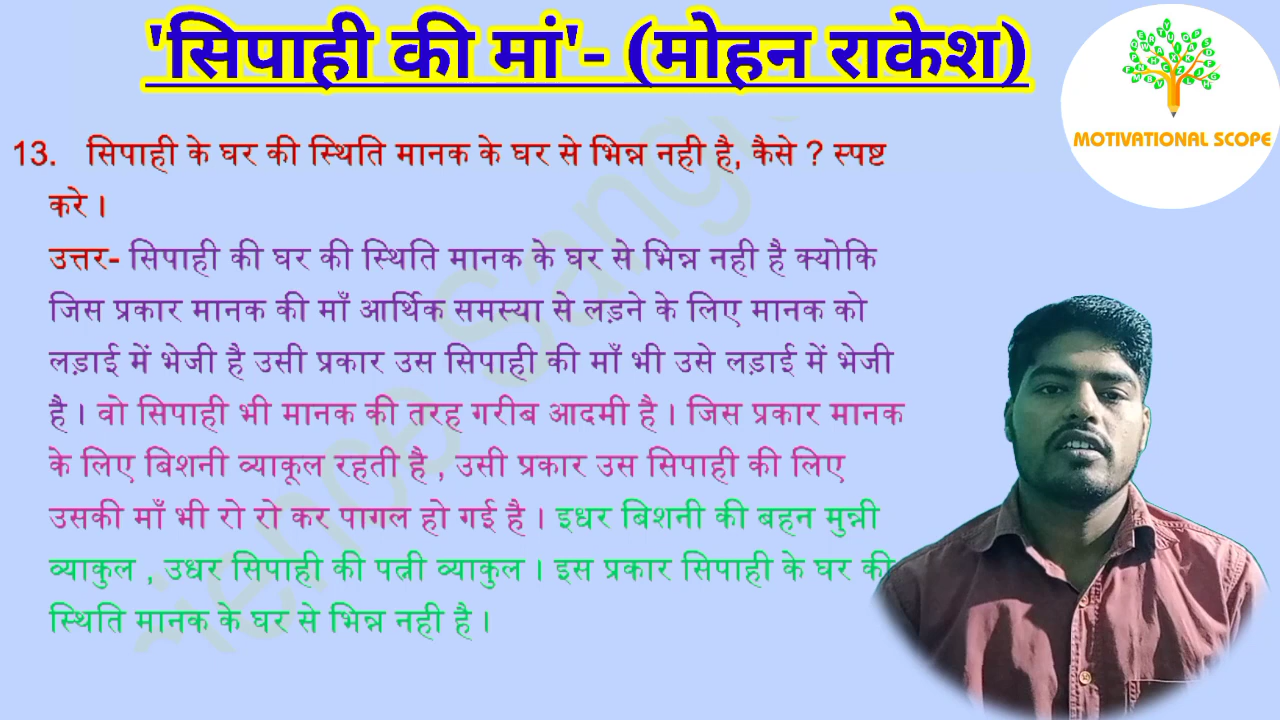 'सिपाही की मां'- (मोहन राकेश)
MOTIVATIONAL SCOPE
13. सिपाही के घर की स्थिति मानक के घर से भिन्न नही है, कैसे ? स्पष्ट
करे ।
उत्तर- सिपाही की घर की स्थिति मानक के घर से भिन्न नही है क्योकि
जिस प्रकार मानक की माँ आर्थिक समस्या से लड़ने के लिए मानक को
लड़ाई में भेजी है उसी प्रकार उस सिपाही की माँ भी उसे लड़ाई में भेजी
है । वो सिपाही भी मानक की तरह गरीब आदमी है । जिस प्रकार मानक
के लिए बिशनी व्याकूल रहती है , उसी प्रकार उस सिपाही की लिए
उसकी माँ भी रो रो कर पागल हो गई है । इधर बिशनी की बहन मुन्नी
व्याकुल , उधर सिपाही की पत्नी व्याकुल । इस प्रकार सिपाही के घर की
स्थिति मानक के घर से भिन्न नही है ।